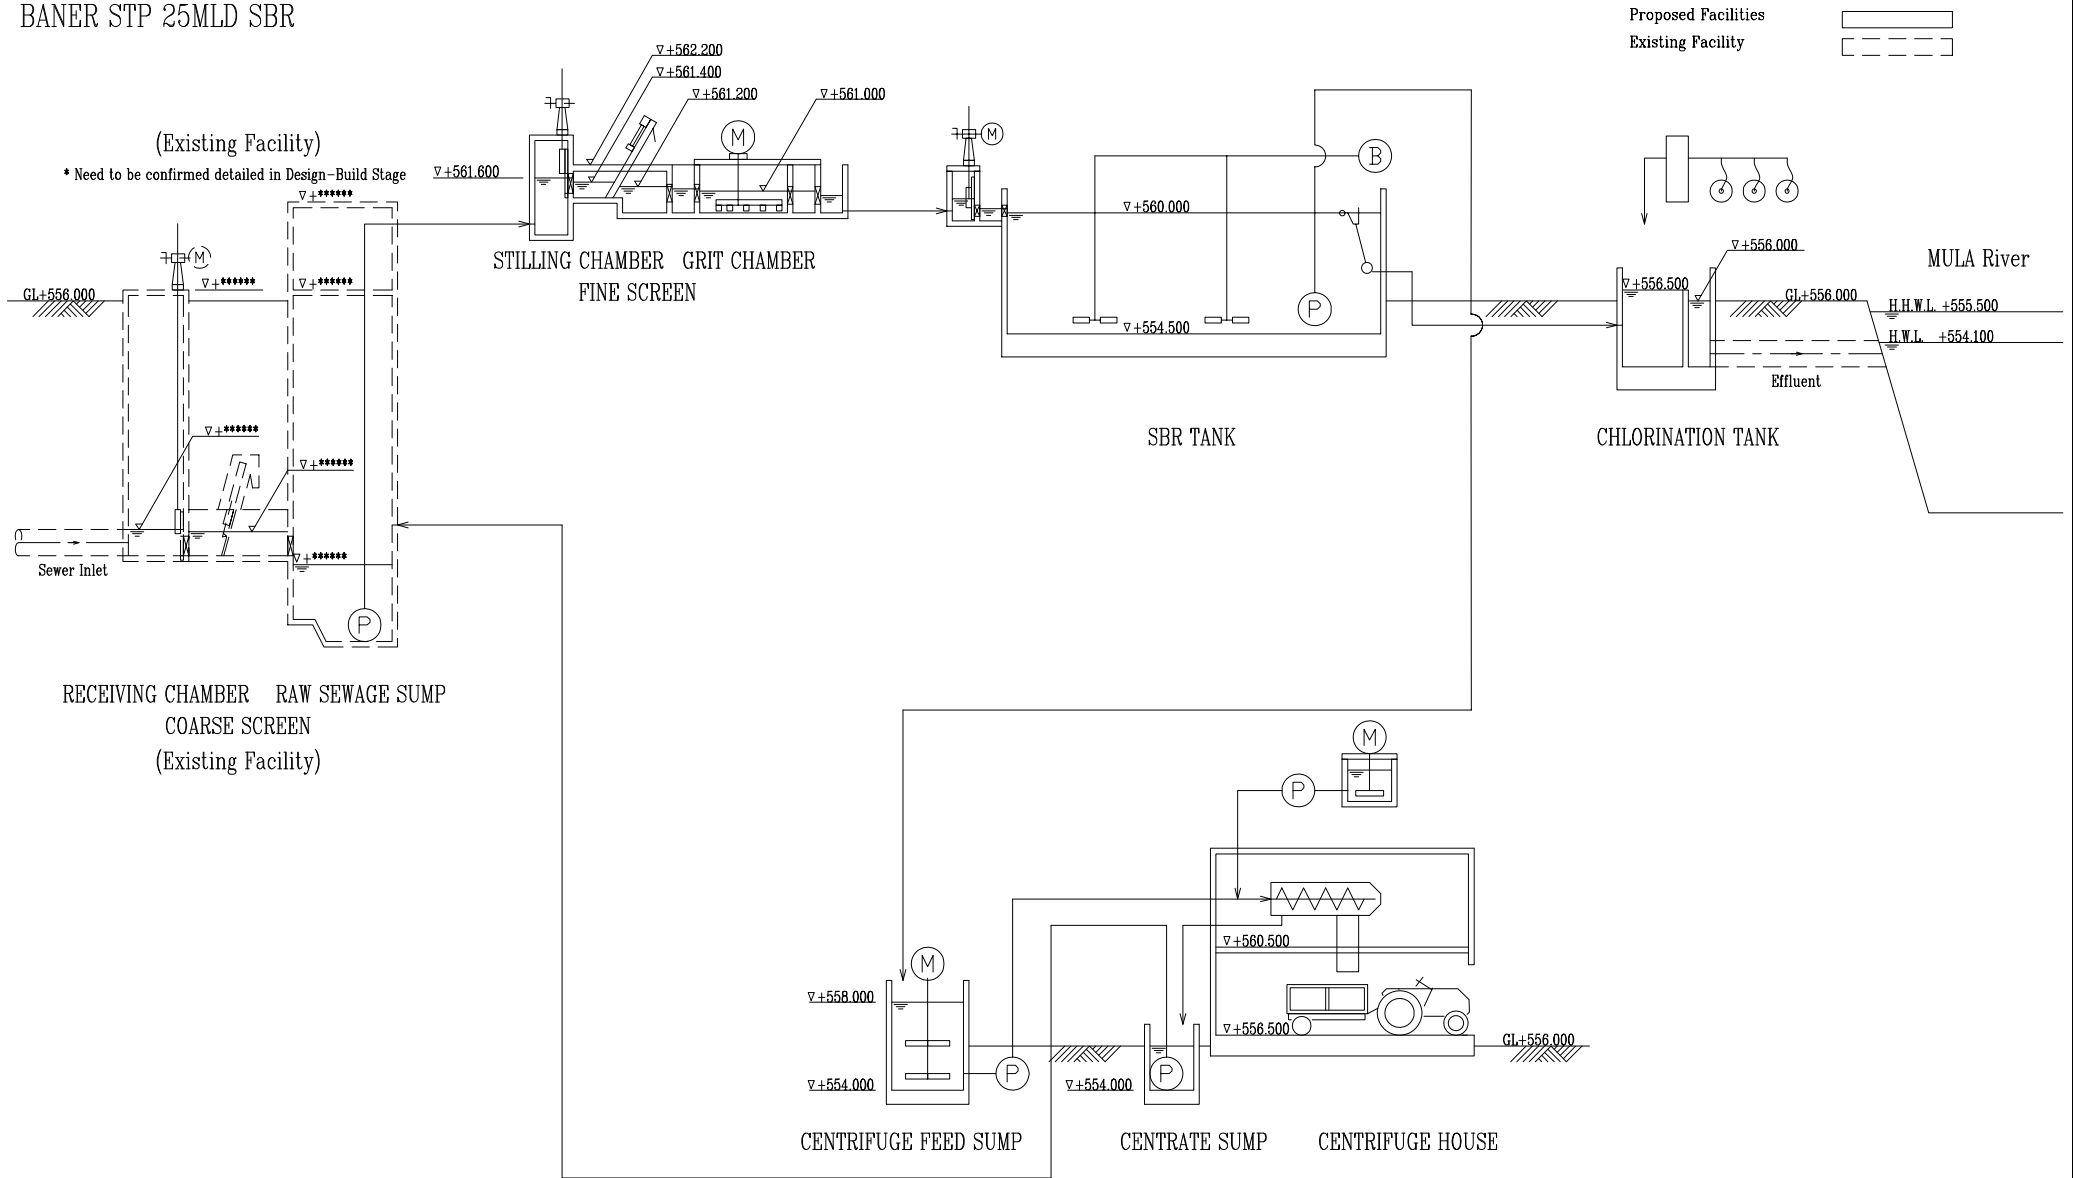 BANER STP 25MLD SBR
Proposed Facilities
Existing Facility
▽+562.200
▽+561.400
▽+561.200
▽+561.000
M
(Existing Facility)
* Need to be confirmed detailed in Design-Build Stage
▽+561.600
▽+******
M
B
M
▽+560.000
STILLING CHAMBER GRIT CHAMBER
FINE SCREEN
▽+556.000
MULA River
M
▽+******
▽+******
GL+556.000
▽+556.500
GL+556.000
H.H.W.L. +555.500
P
▽+554.500
H.W.L. +554.100
Effluent
▽+******
▽+******
SBR TANK
CHLORINATION TANK
▽+******
Sewer Inlet
P
RECEIVING CHAMBER RAW SEWAGE SUMP
COARSE SCREEN
(Existing Facility)
M
P
▽+560.500
M
▽+558.000
▽+556.500
GL+556.000
P
P
▽+554.000
▽+554.000
CENTRIFUGE FEED SUMP
CENTRATE SUMP
CENTRIFUGE HOUSE